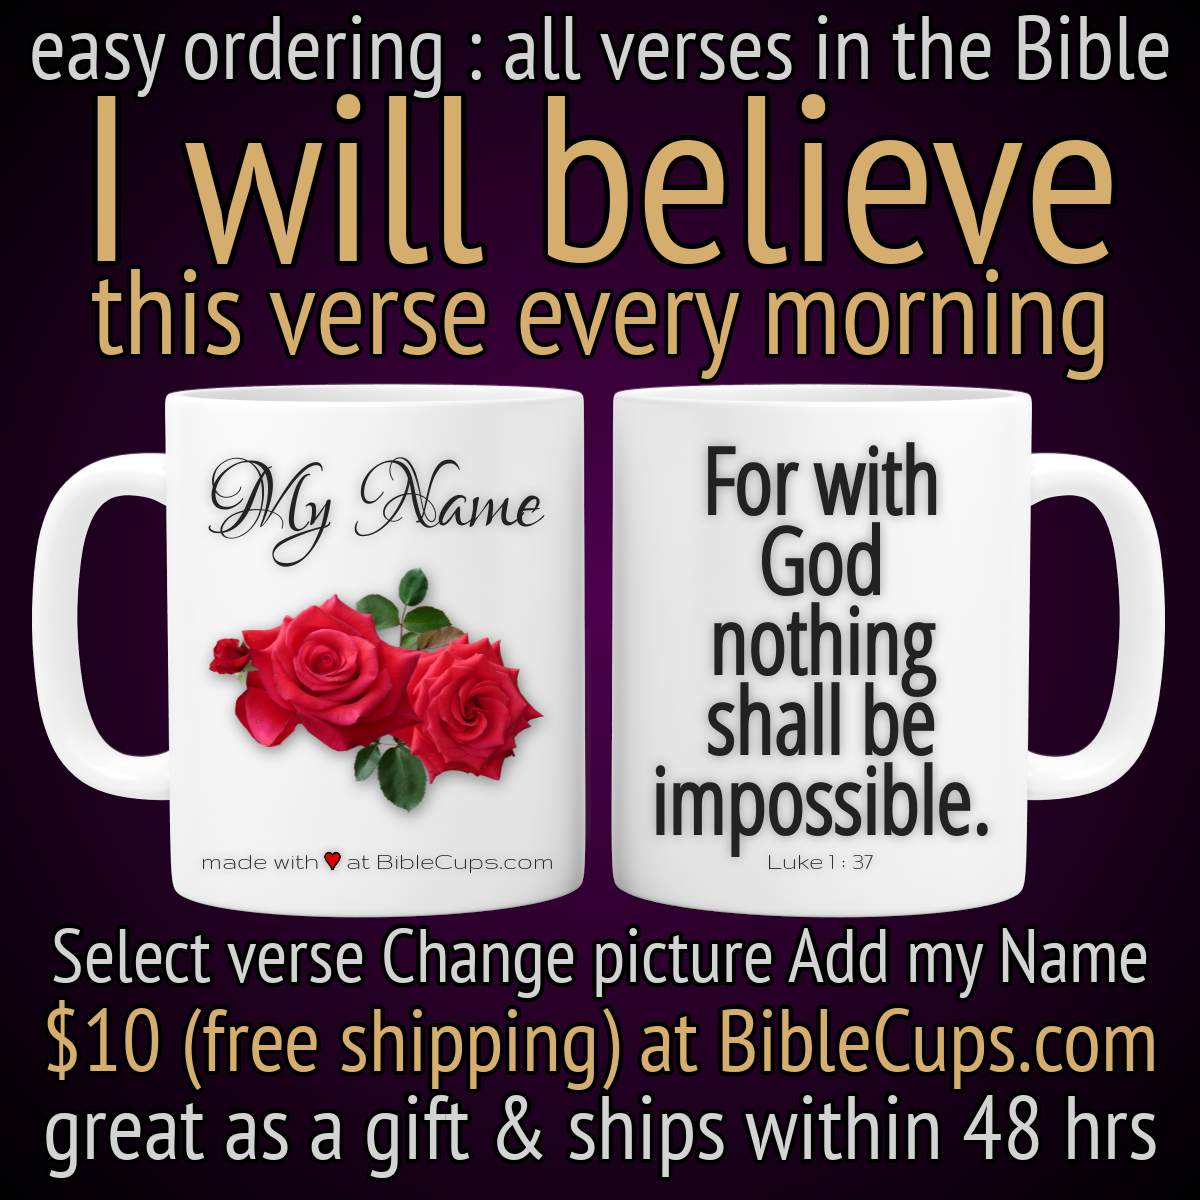 easy ordering : all verses in the Bible
I will believe
this verse every morning
My Name
made with ♥ at BibleCups.com
For with
God
nothing
shall be
impossible.
Luke 1 : 37
Select verse Change picture Add my Name
$10 (free shipping) at BibleCups.com
great as a gift & ships within 48 hrs